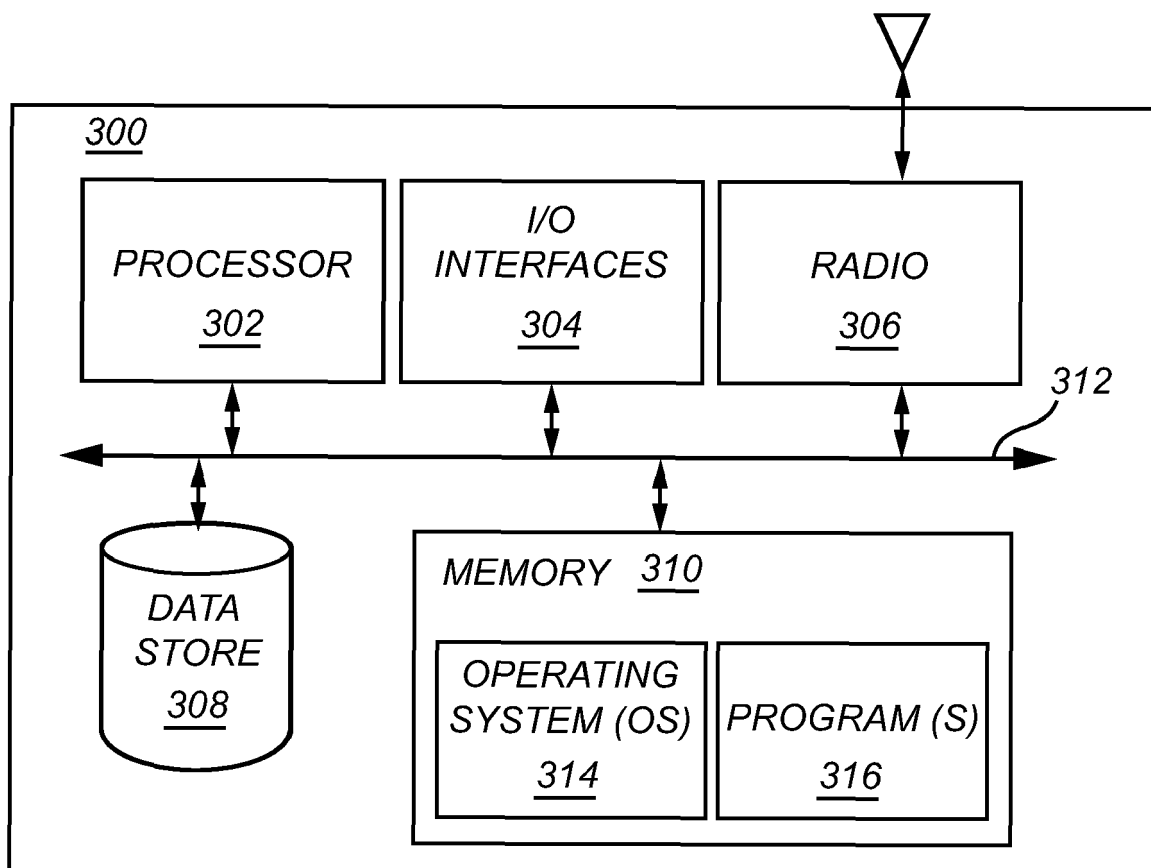 300
PROCESSOR
302
I/O
INTERFACES
304
RADIO
306
312
DATA
STORE
308
MEMORY 310
OPERATING
SYSTEM (OS)
314
PROGRAM (S)
316